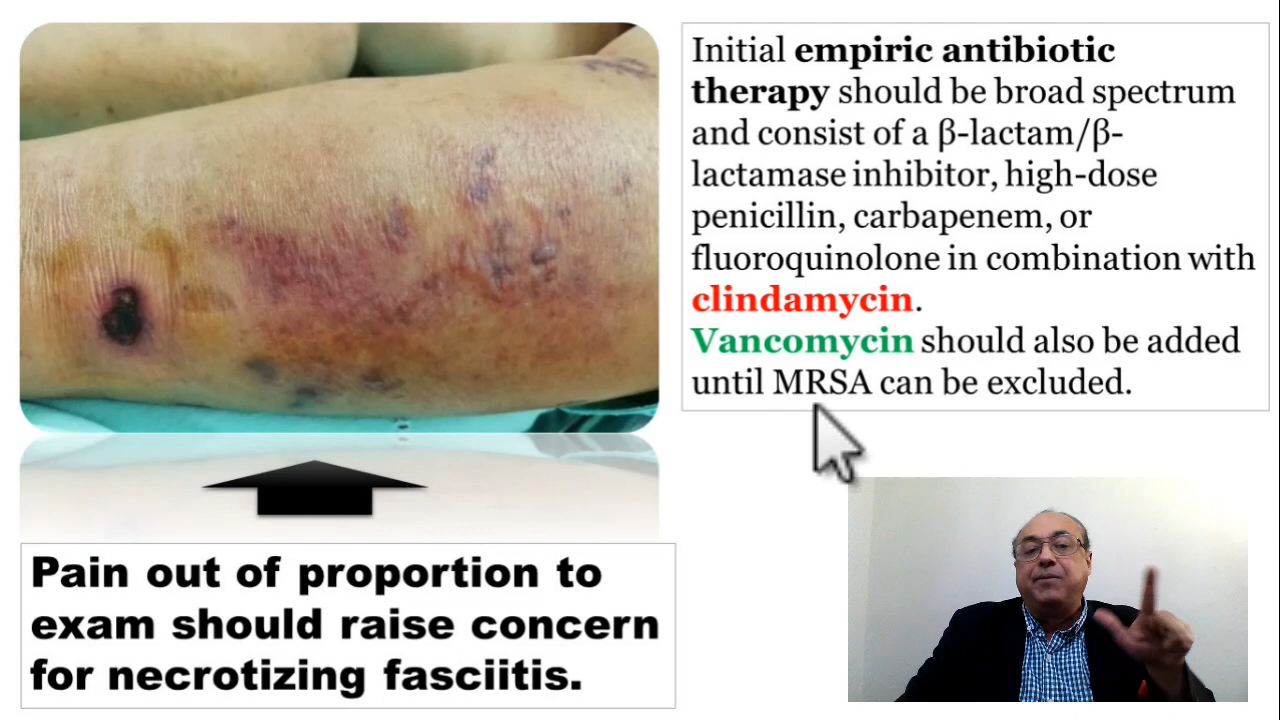 Initial empiric antibiotic
therapy should be broad spectrum
and consist of a β-lactam/β-
lactamase inhibitor, high-dose
penicillin, carbapenem, or
fluoroquinolone in combination with
clindamycin.
Vancomycin should also be added
until MRSA can be excluded.
Pain out of proportion to
exam should raise concern
for necrotizing fasciitis.